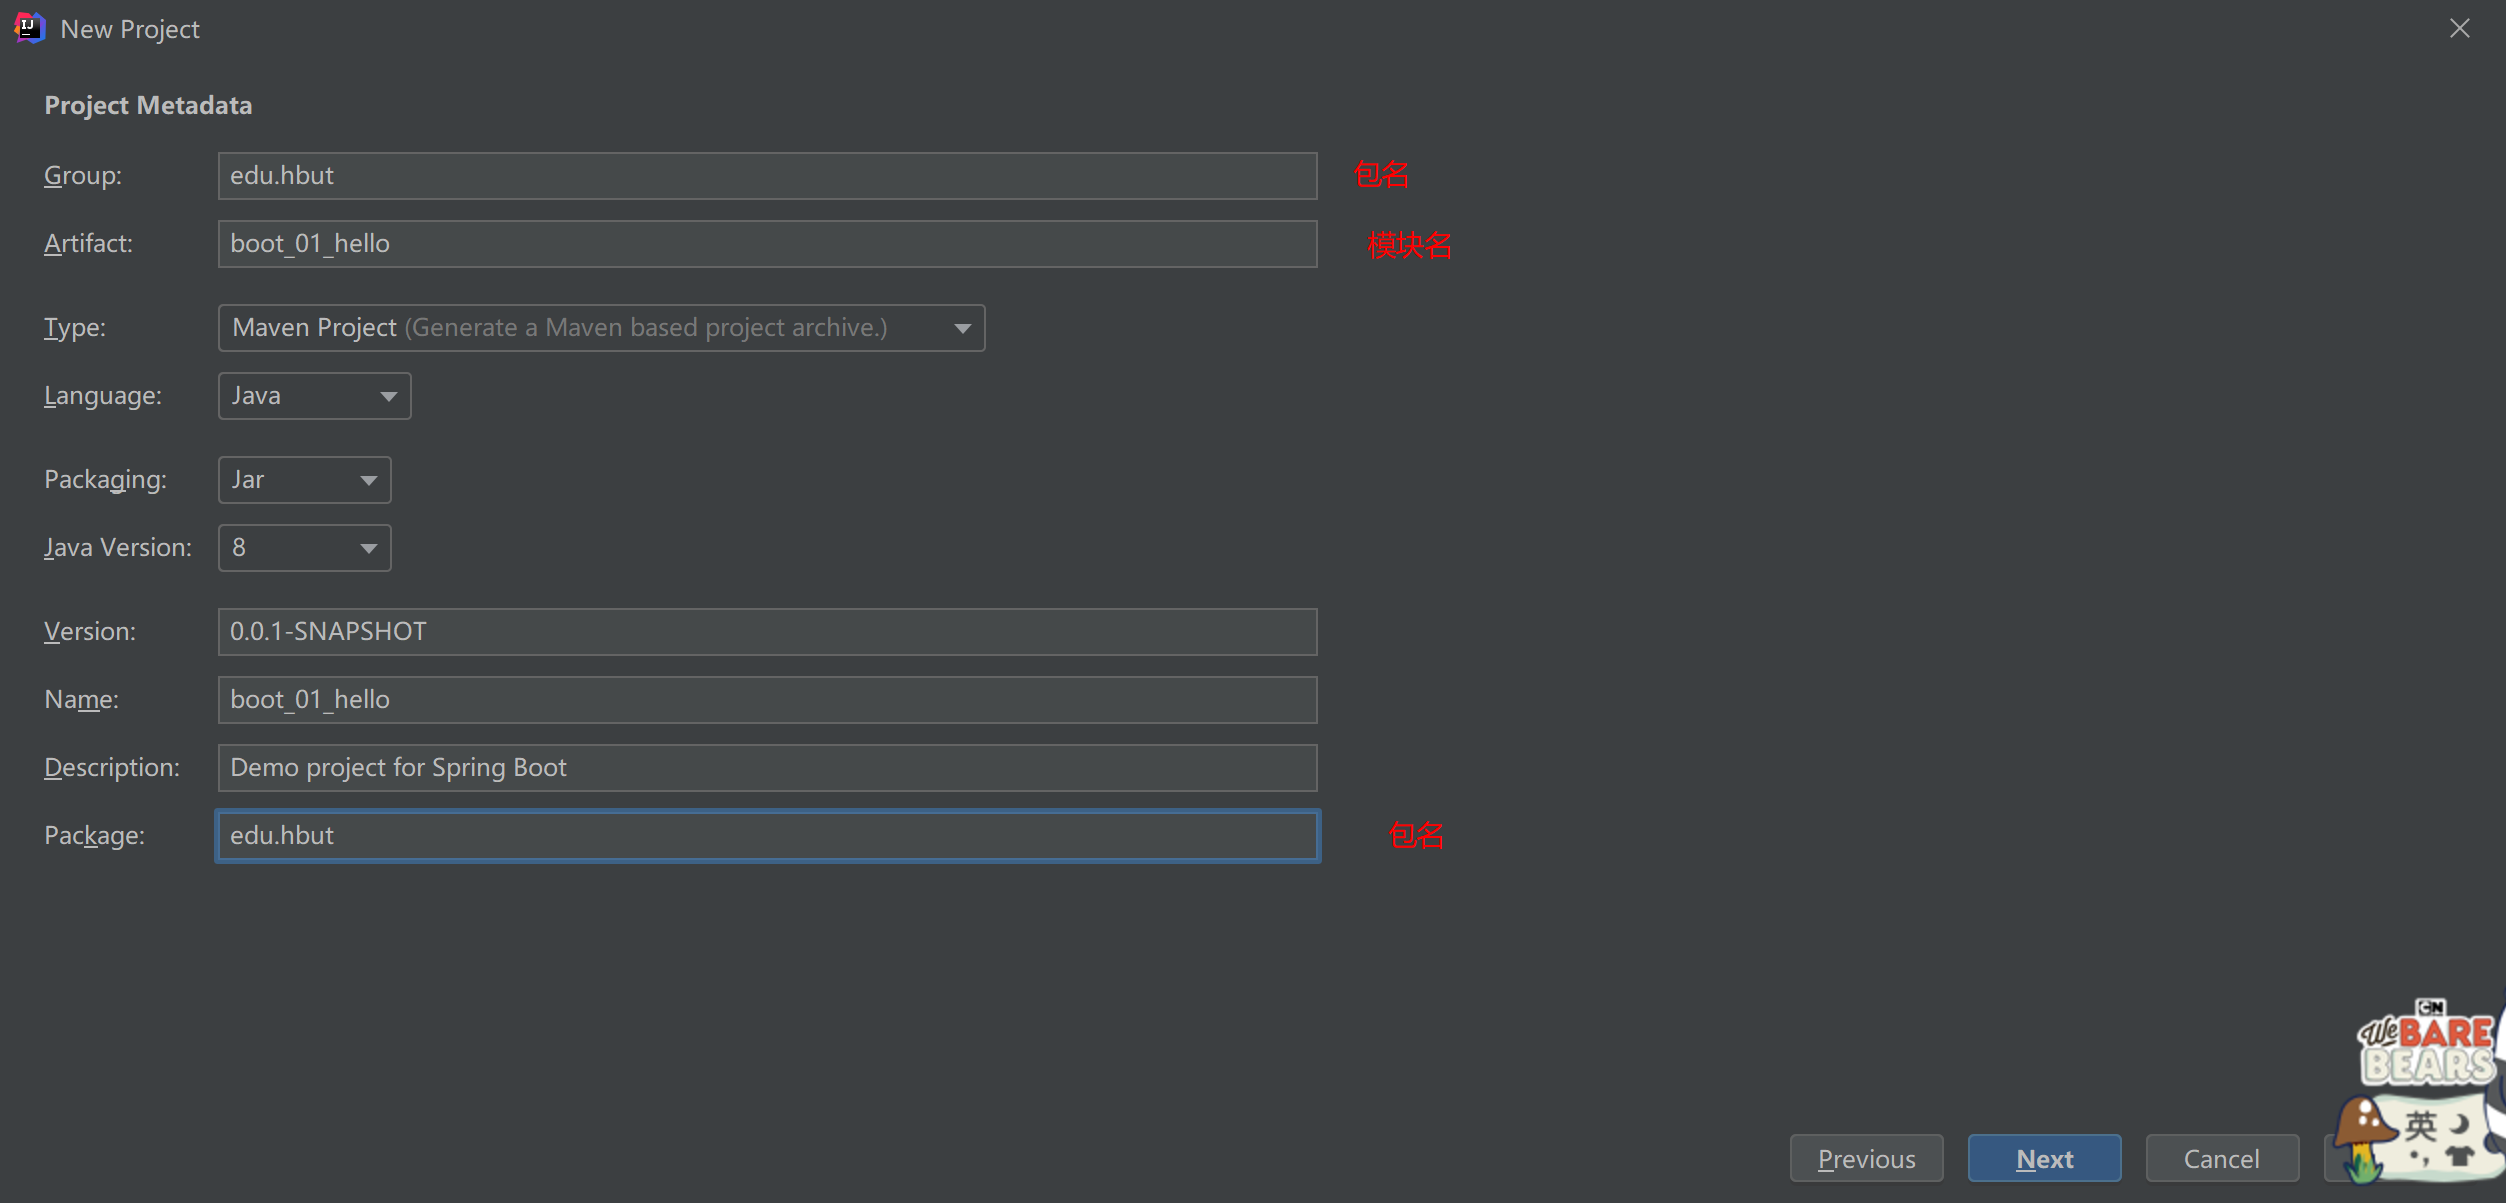 New Project
Project Metadata
Group: edu.hbut 包名
Artifact: boot_01_hello 模块名
Type: Maven Project (Generate a Maven based project archive.)
Language: Java
Packaging: Jar
Java Version: 8
Version: 0.0.1-SNAPSHOT
Name: boot_01_hello
Description: Demo project for Spring Boot
Package: edu.hbut 包名
CN
We BARE
BEARS
英
Previous Next Cancel